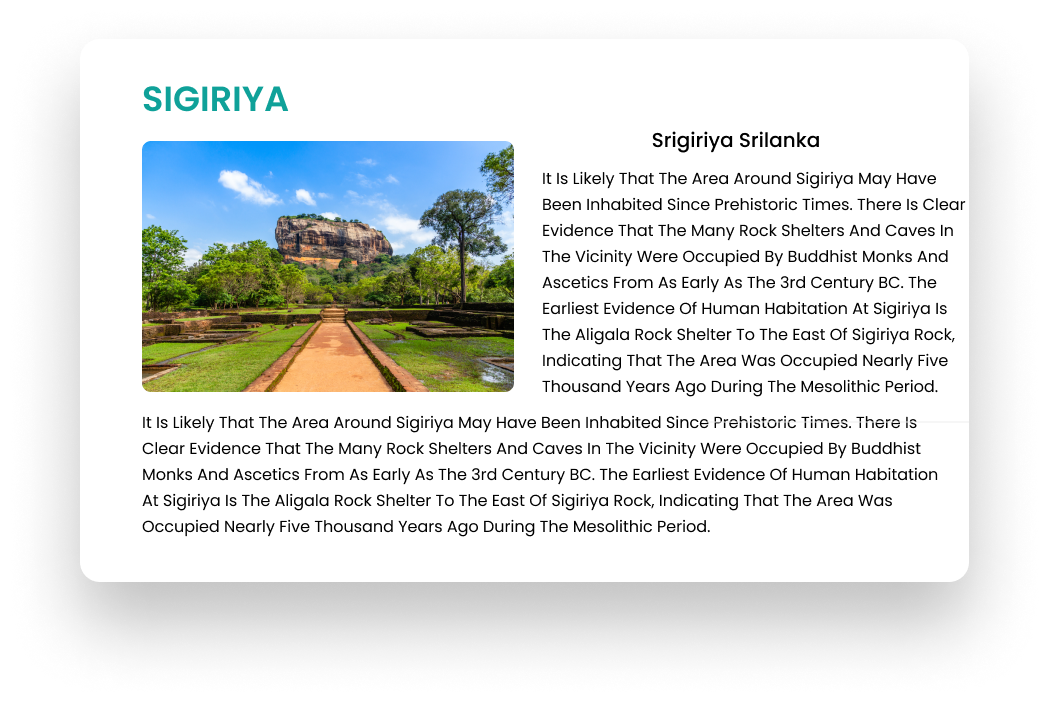 SIGIRIYA
Srigiriya Srilanka
It Is Likely That The Area Around Sigiriya May Have
Been Inhabited Since Prehistoric Times. There Is Clear
Evidence That The Many Rock Shelters And Caves In
The Vicinity Were Occupied By Buddhist Monks And
Ascetics From As Early As The 3rd Century BC. The
Earliest Evidence Of Human Habitation At Sigiriya Is
The Aligala Rock Shelter To The East Of Sigiriya Rock,
Indicating That The Area Was Occupied Nearly Five
Thousand Years Ago During The Mesolithic Period.
It Is Likely That The Area Around Sigiriya May Have Been Inhabited Since Prehistoric Times. There Is
Clear Evidence That The Many Rock Shelters And Caves In The Vicinity Were Occupied By Buddhist
Monks And Ascetics From As Early As The 3rd Century BC. The Earliest Evidence Of Human Habitation
At Sigiriya Is The Aligala Rock Shelter To The East Of Sigiriya Rock, Indicating That The Area Was
Occupied Nearly Five Thousand Years Ago During The Mesolithic Period.